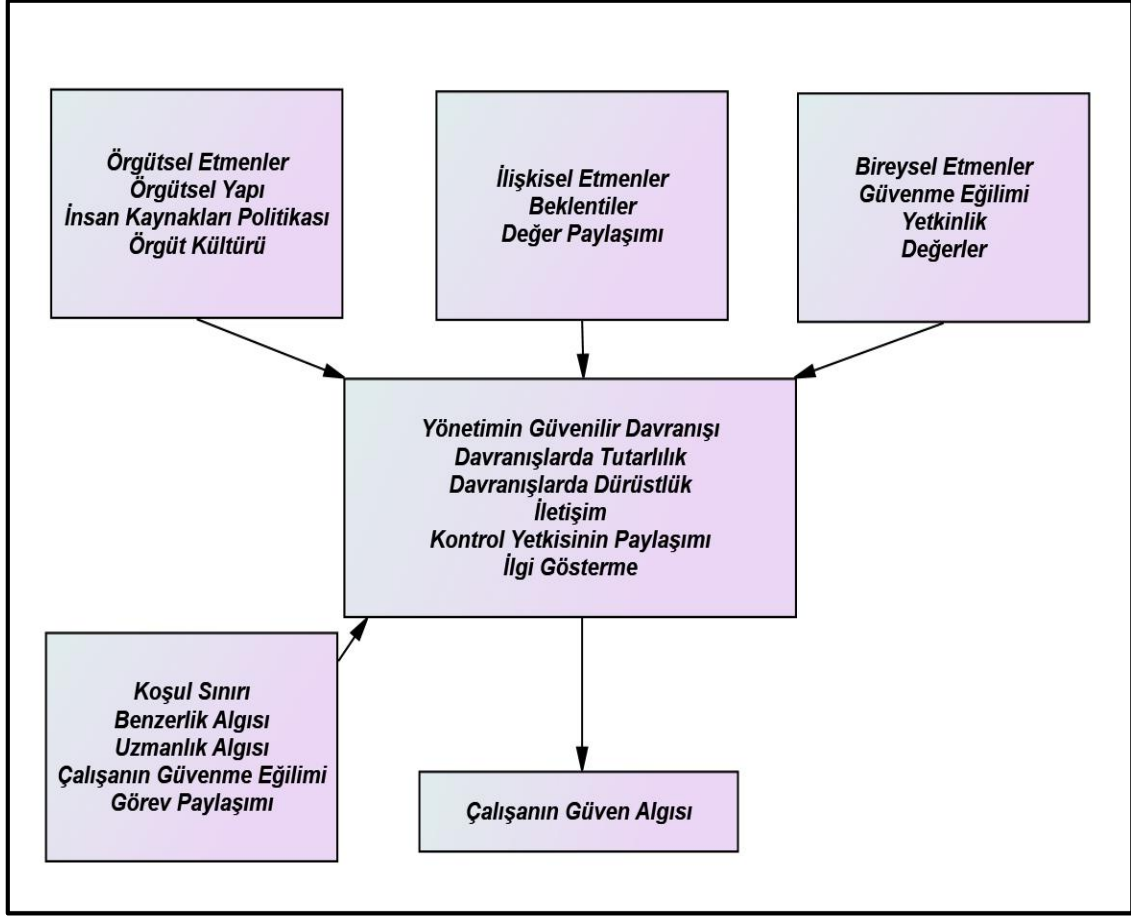 Örgütsel Etmenler
Örgütsel Yapı
İnsan Kaynakları Politikası
Örgüt Kültürü
İlişkisel Etmenler
Beklentiler
Değer Paylaşımı
Bireysel Etmenler
Güvenme Eğilimi
Yetkinlik
Değerler
Yönetimin Güvenilir Davranışı
Davranışlarda Tutarlılık
Davranışlarda Dürüstlük
İletişim
Kontrol Yetkisinin Paylaşımı
İlgi Gösterme
Koşul Sınırı
Benzerlik Algısı
Uzmanlık Algısı
Çalışanın Güvenme Eğilimi
Görev Paylaşımı
Çalışanın Güven Algısı